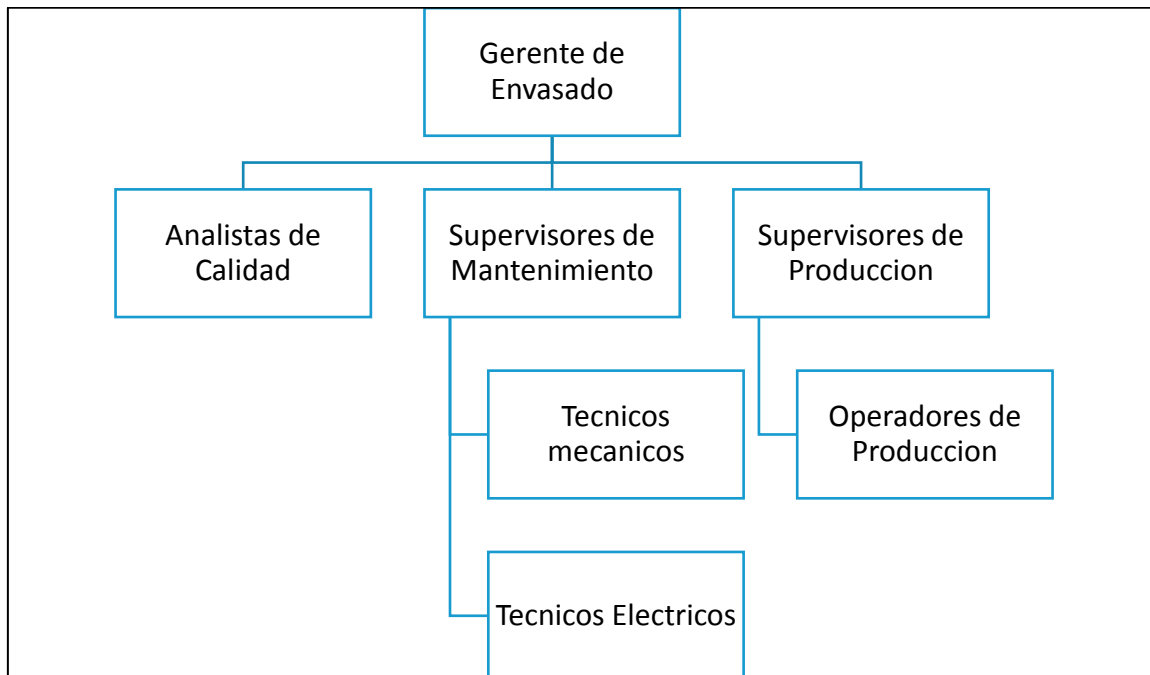 Gerente de
Envasado
Analistas de
Calidad
Supervisores de
Mantenimiento
Supervisores de
Produccion
Tecnicos
mecanicos
Operadores de
Produccion
Tecnicos Electricos